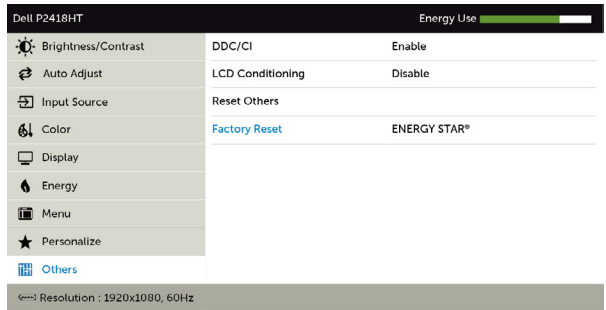 Dell P2418HT Energy Use
Brightness/Contrast DDC/CI Enable
Auto Adjust LCD Conditioning Disable
Input Source Reset Others
Color Factory Reset ENERGY STAR®
Display
Energy
Menu
Personalize
Others
Resolution : 1920x1080, 60Hz